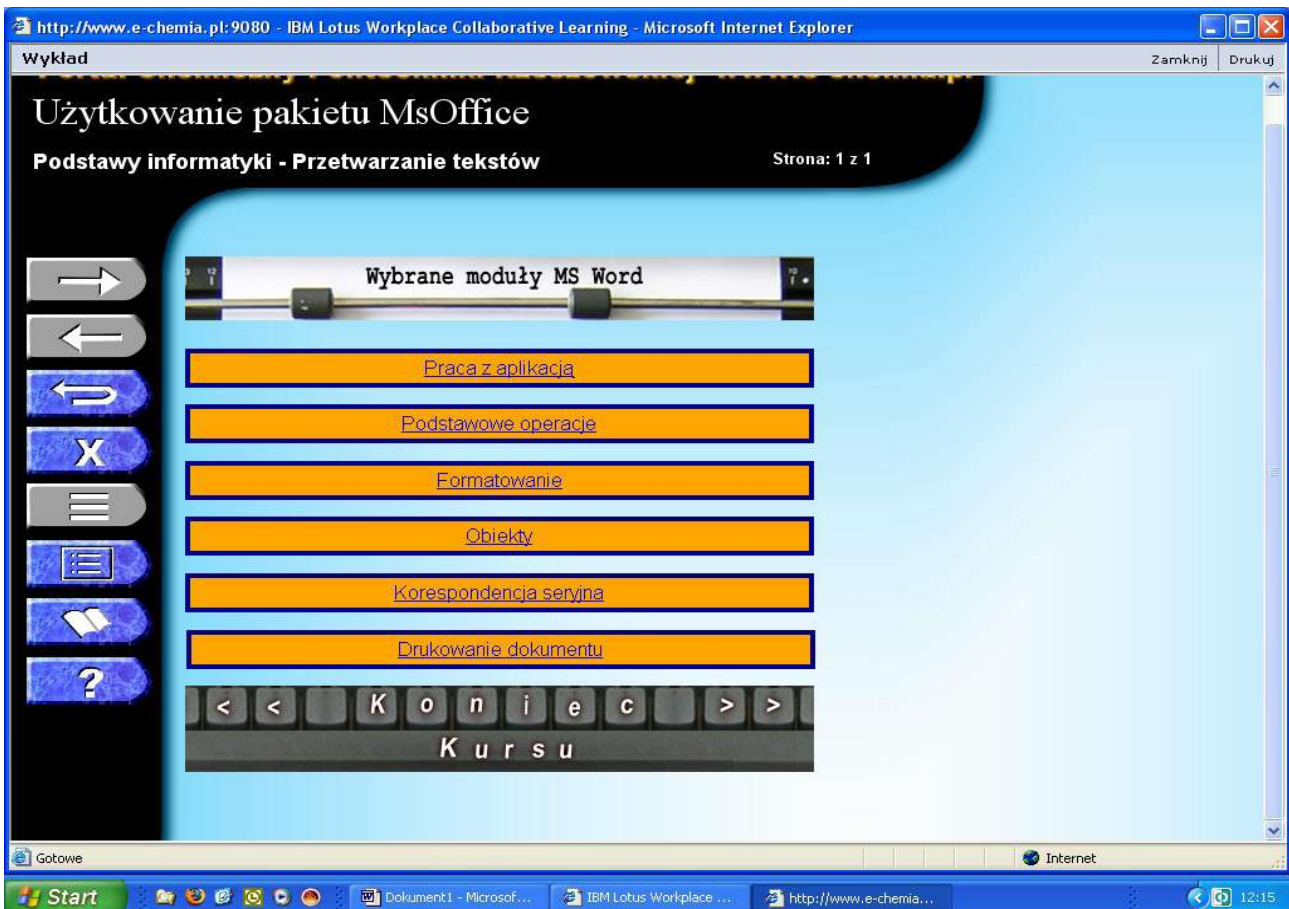 http://www.e-chemia.pl:9080 - IBM Lotus Workplace Collaborative Learning - Microsoft Internet Explorer
Wykład
Zamknij Drukuj
Użytkowanie pakietu MsOffice
Podstawy informatyki - Przetwarzanie tekstów
Strona: 1 z 1
Wybrane moduły MS Word
Praca z aplikacją
Podstawowe operacje
Formatowanie
Obiekty
Korespondencja seryjna
Drukowanie dokumentu
X
?
< < K o n i e c > >
K u r s u
Gotowe
Internet
Start
Dokument1 - Microsof...
IBM Lotus Workplace ...
http://www.e-chemia...
12:15